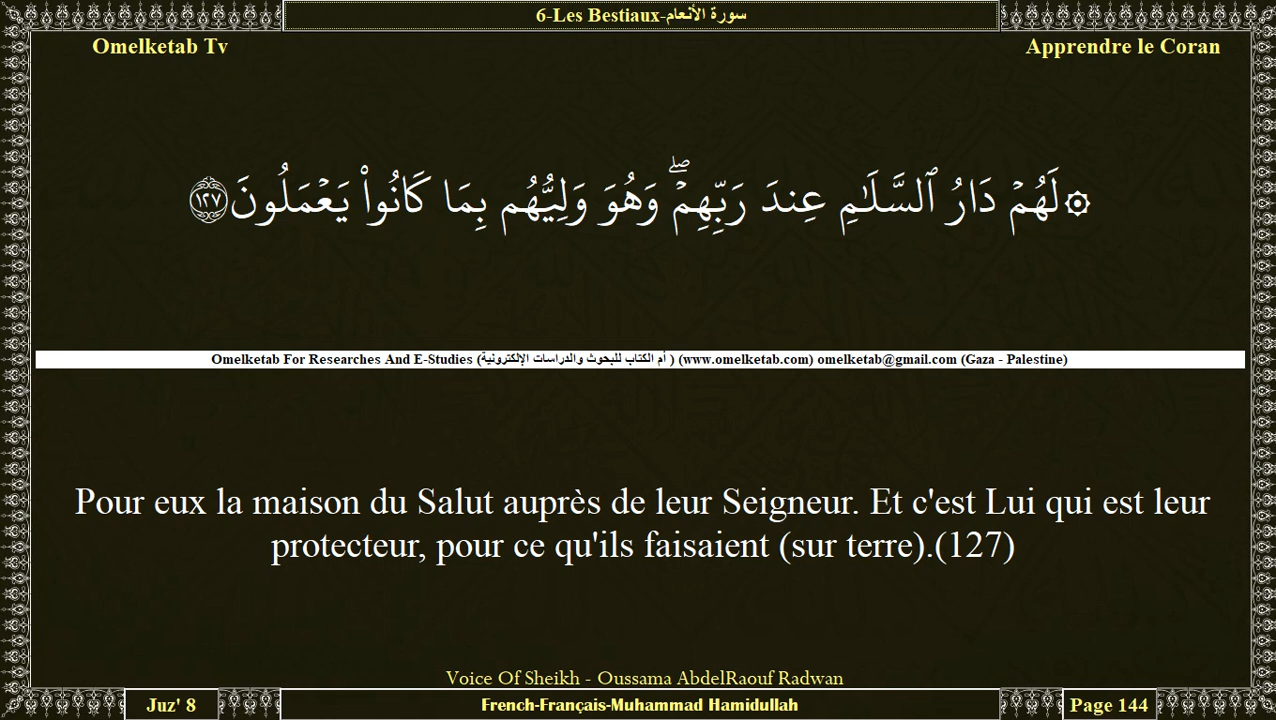 6-Les Bestiaux-سورة الأنعام
Omelketab Tv
Apprendre le Coran
۞لَهُمۡ دَارُ ٱلسَّلَٰمِ عِندَ رَبِّهِمۡۖ وَهُوَ وَلِيُّهُم بِمَا كَانُواْ يَعۡمَلُونَ ١٢٧
Omelketab For Researches And E-Studies (أم الكتاب للبحوث والدراسات الإلكترونية ) (www.omelketab.com) omelketab@gmail.com (Gaza - Palestine)
Pour eux la maison du Salut auprès de leur Seigneur. Et c'est Lui qui est leur
protecteur, pour ce qu'ils faisaient (sur terre).(127)
Voice Of Sheikh - Oussama AbdelRaouf Radwan
Juz' 8
French-Français-Muhammad Hamidullah
Page 144